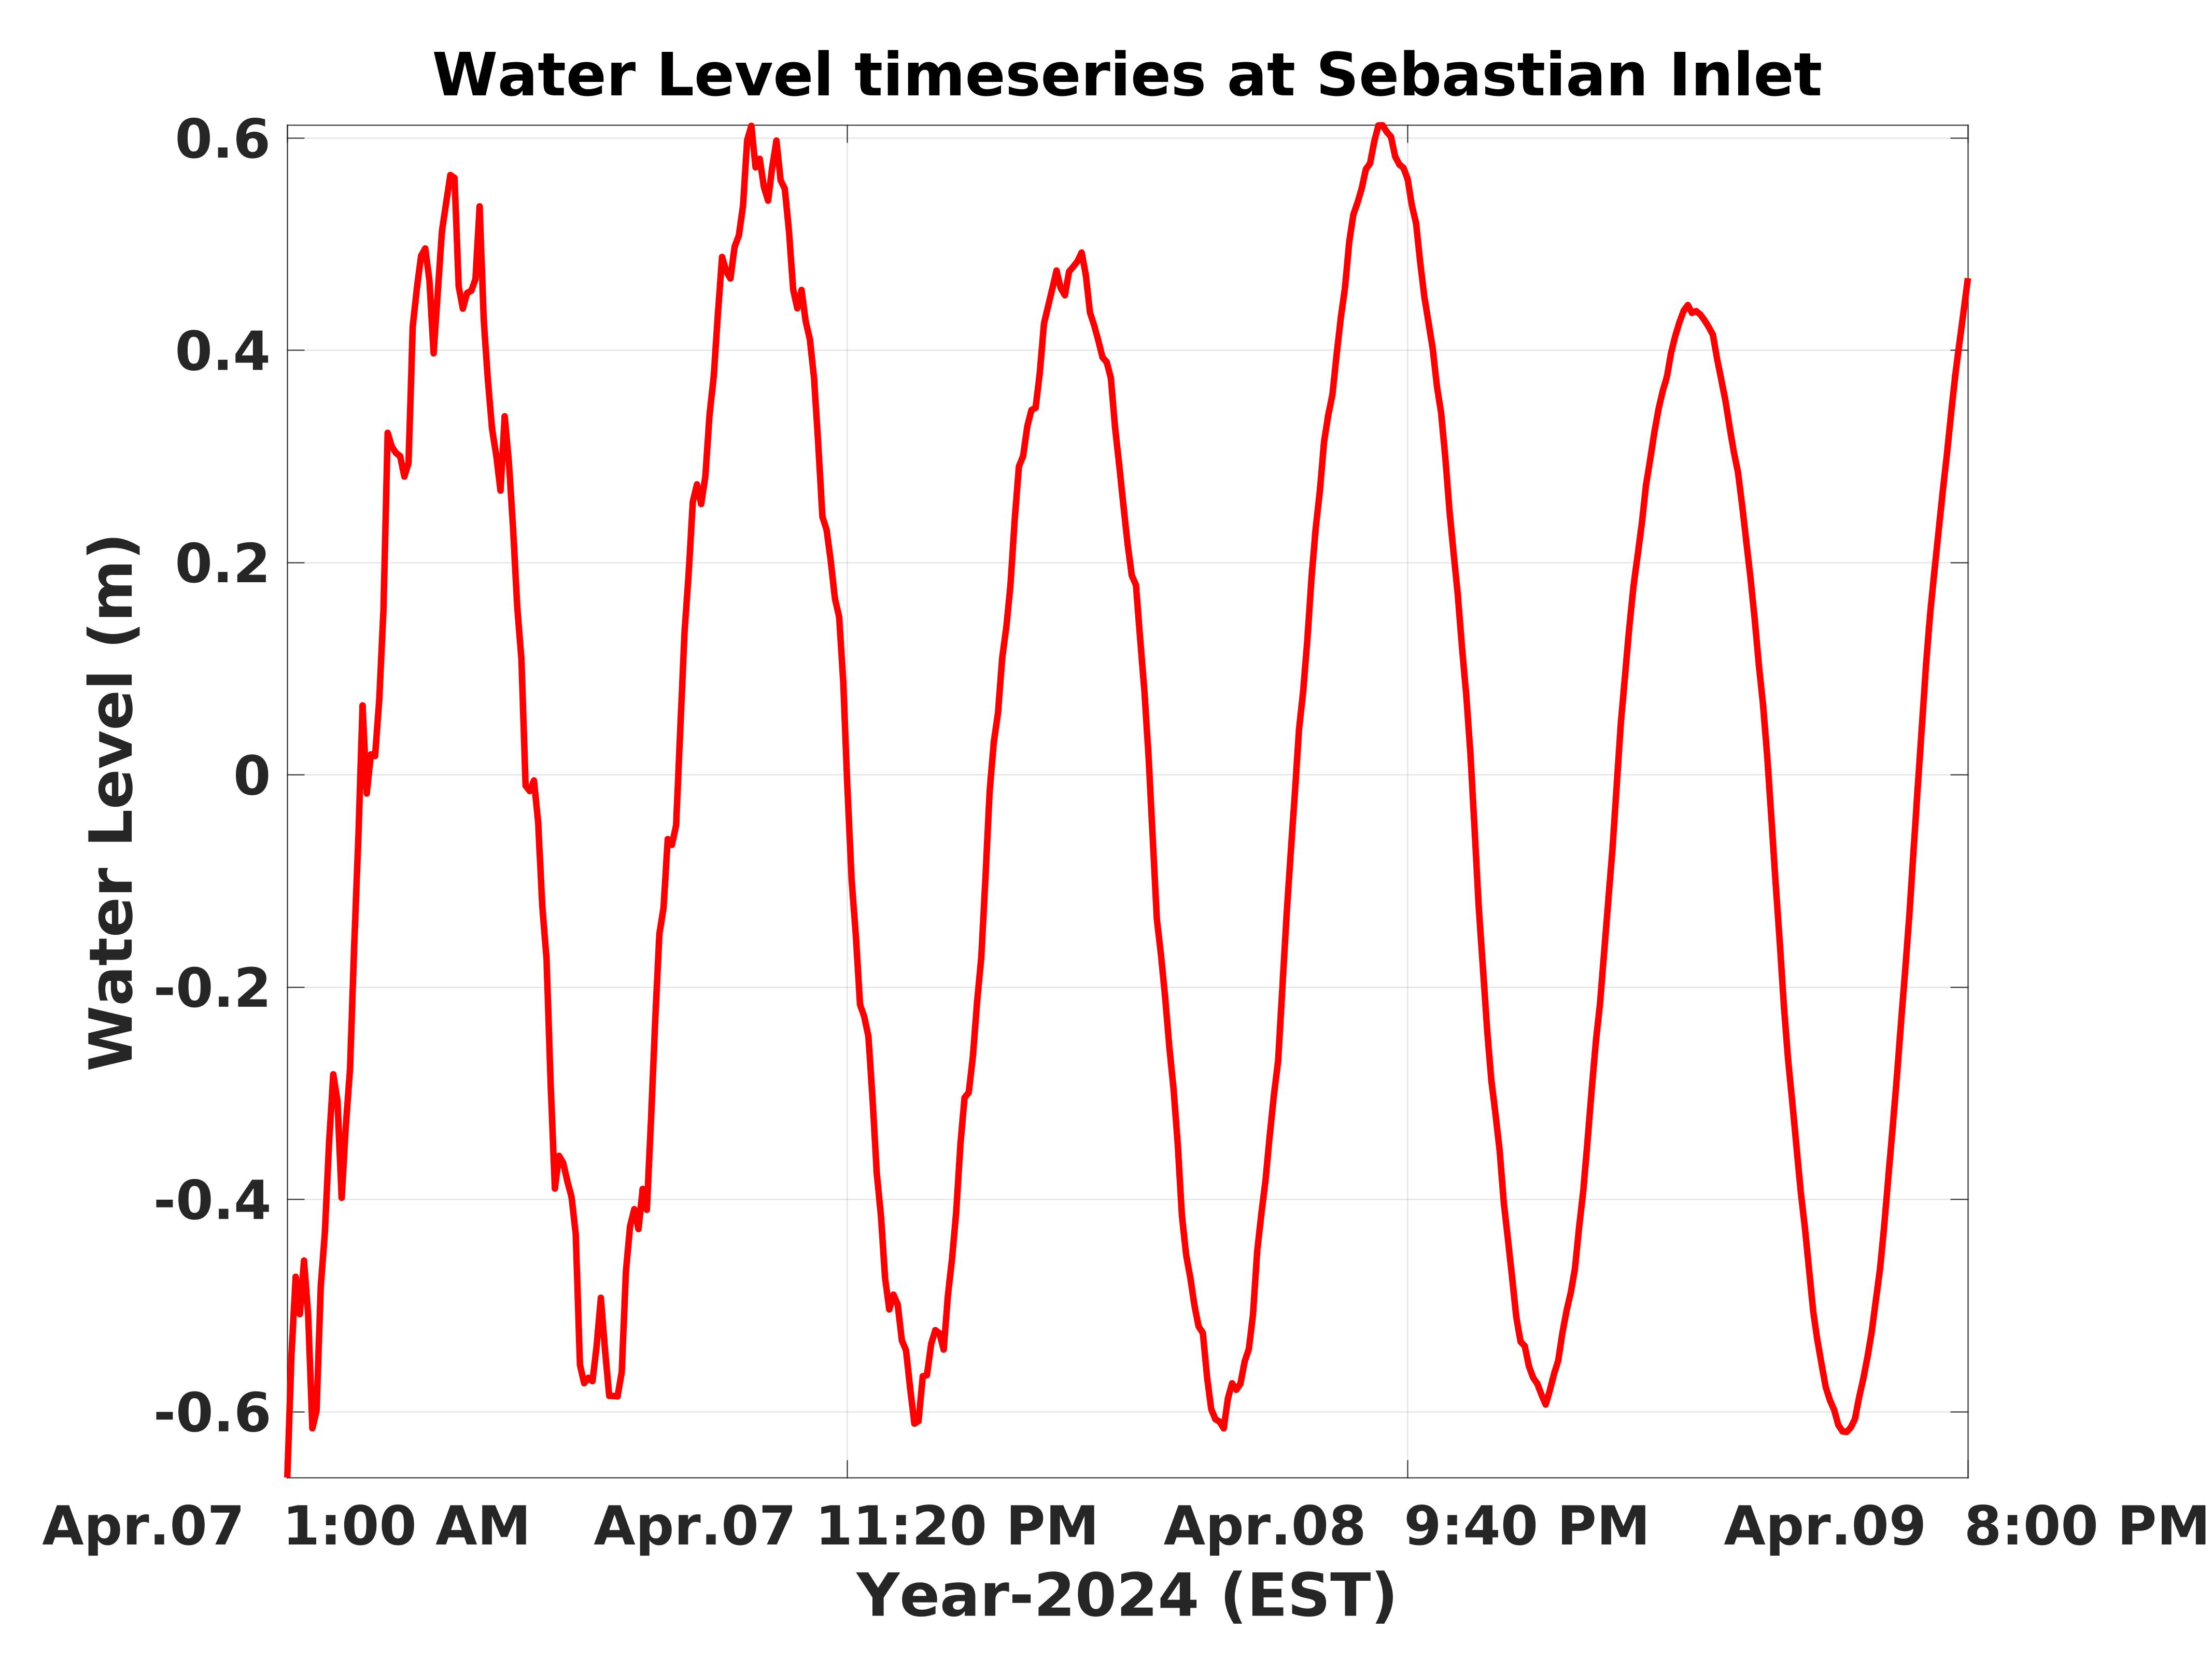 Water Level timeseries at Sebastian Inlet
Water Level (m)
0.6
0.4
0.2
0
-0.2
-0.4
-0.6
Apr.07 1:00 AM
Apr.07 11:20 PM
Apr.08 9:40 PM
Apr.09 8:00 PM
Year-2024 (EST)